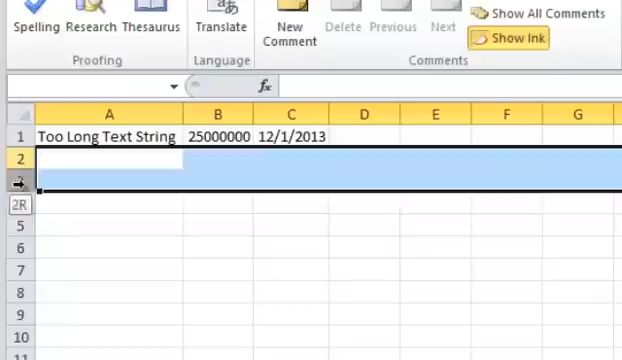 Spelling Research Thesaurus
Proofing
Translate
Language
New Comment
Delete
Previous
Next
Show All Comments
Show Ink
Comments
fx
A B C D E F G
1 Too Long Text String 25000000 12/1/2013
2
2R
5
6
7
8
9
10
11